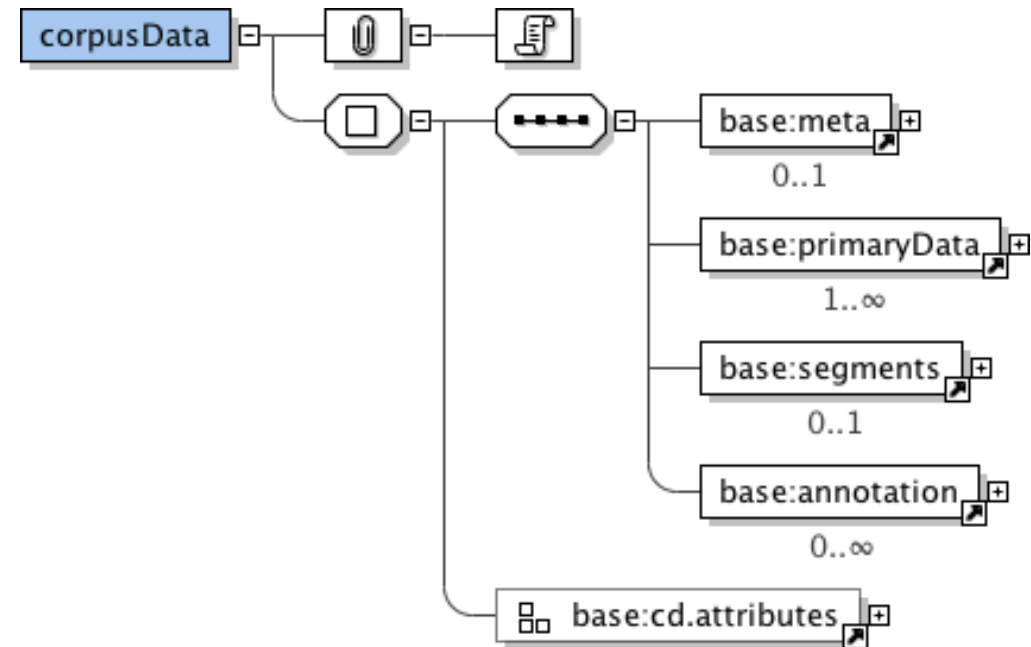 corpusData
base:meta
0..1
base:primaryData
1..∞
base:segments
0..1
base:annotation
0..∞
base:cd.attributes